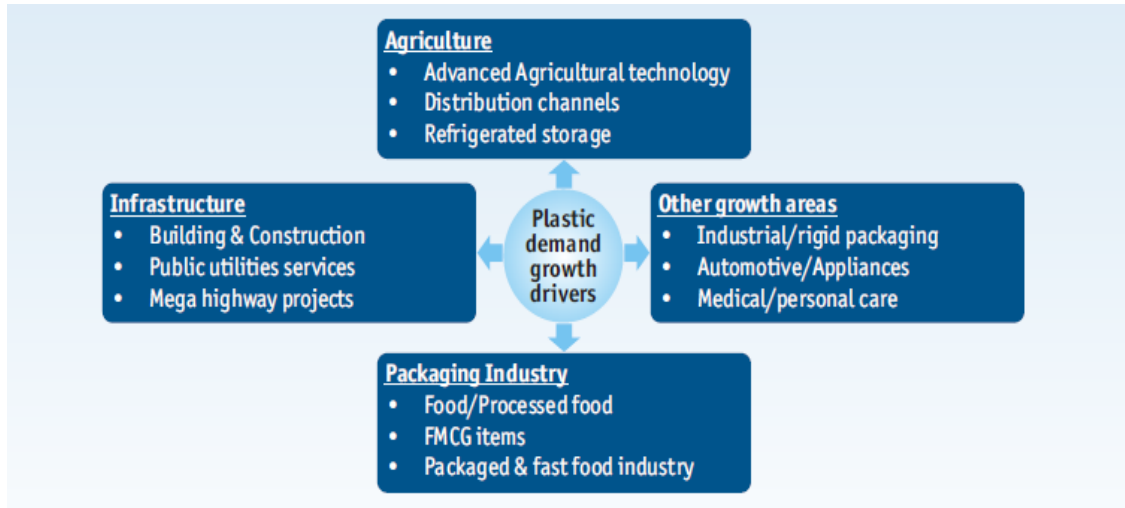 Agriculture
• Advanced Agricultural technology
• Distribution channels
• Refrigerated storage
Infrastructure
• Building & Construction
• Public utilities services
• Mega highway projects
Plastic
demand
growth
drivers
Other growth areas
• Industrial/rigid packaging
• Automotive/Appliances
• Medical/personal care
Packaging Industry
• Food/Processed food
• FMCG items
• Packaged & fast food industry